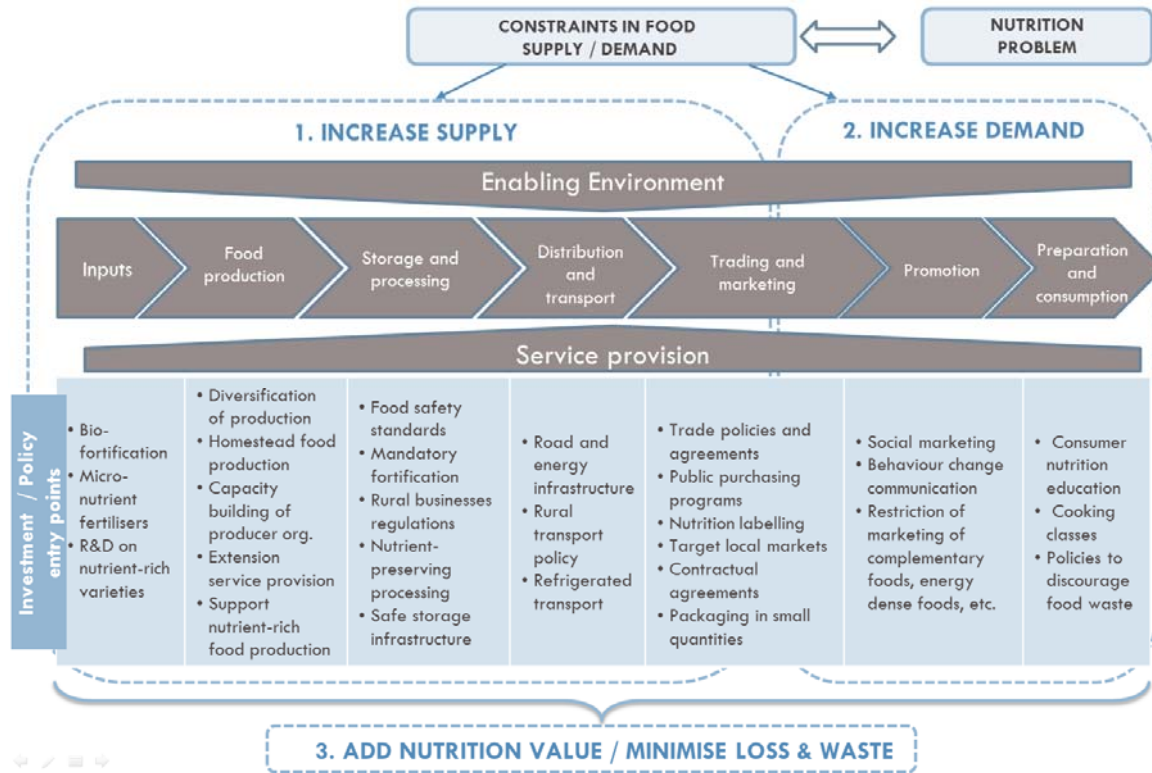 CONSTRAINTS IN FOOD
SUPPLY / DEMAND
NUTRITION
PROBLEM
1. INCREASE SUPPLY
2. INCREASE DEMAND
Enabling Environment
Inputs
Food
production
Storage and
processing
Distribution
and
transport
Trading and
marketing
Promotion
Preparation
and
consumption
Service provision
Investment / Policy
entry points
• Bio-
fortification
• Micro-
nutrient
fertilisers
• R&D on
nutrient-rich
varieties
• Diversification
of production
• Homestead food
production
• Capacity
building of
producer org.
• Extension
service provision
• Support
nutrient-rich
food production
• Food safety
standards
• Mandatory
fortification
• Rural businesses
regulations
• Nutrient-
preserving
processing
• Safe storage
infrastructure
• Road and
energy
infrastructure
• Rural
transport
policy
• Refrigerated
transport
• Trade policies and
agreements
• Public purchasing
programs
• Nutrition labelling
• Target local markets
• Contractual
agreements
• Packaging in small
quantities
• Social marketing
• Behaviour change
communication
• Restriction of
marketing of
complementary
foods, energy
dense foods, etc.
• Consumer
nutrition
education
• Cooking
classes
• Policies to
discourage
food waste
3. ADD NUTRITION VALUE / MINIMISE LOSS & WASTE